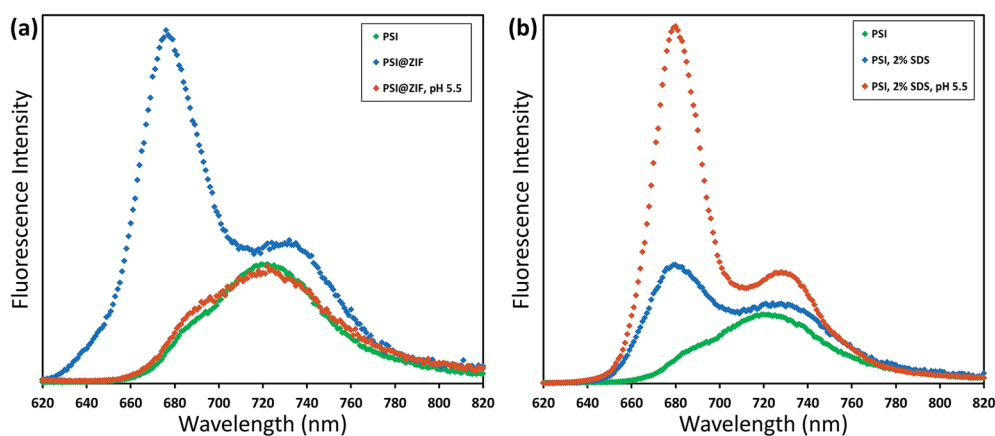 (a)
PSI
PSI@ZIF
PSI@ZIF, pH 5.5
Fluorescence Intensity
620 640 660 680 700 720 740 760 780 800 820
Wavelength (nm)
(b)
PSI
PSI, 2% SDS
PSI, 2% SDS, pH 5.5
Fluorescence Intensity
620 640 660 680 700 720 740 760 780 800 820
Wavelength (nm)